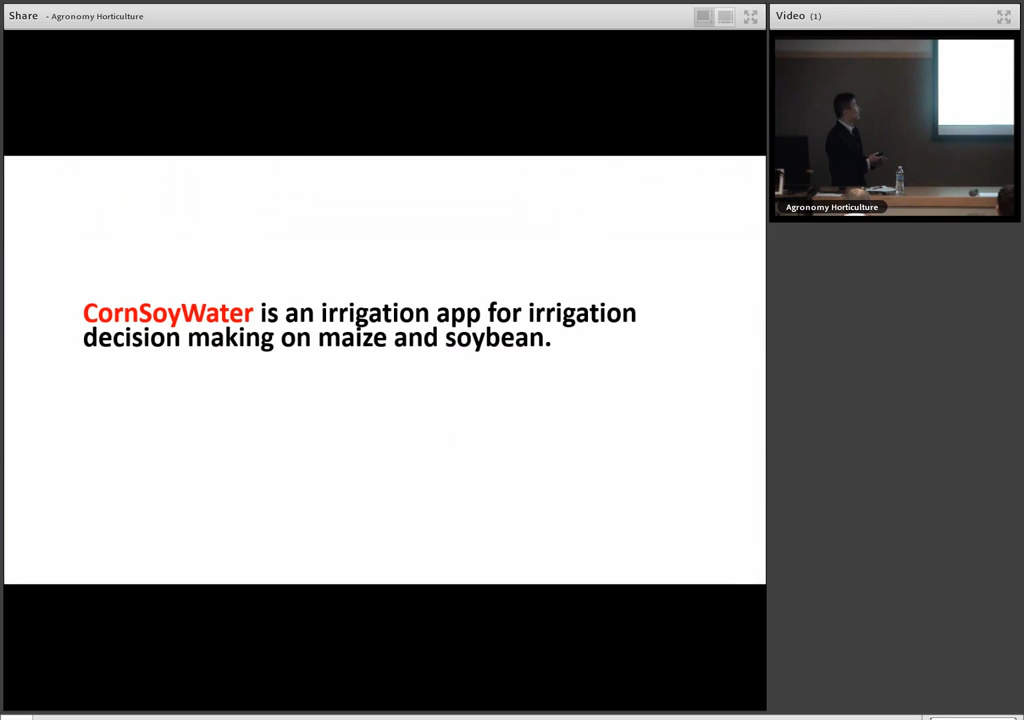 Share - Agronomy Horticulture
Video (1)
Agronomy Horticulture
CornSoyWater is an irrigation app for irrigation
decision making on maize and soybean.